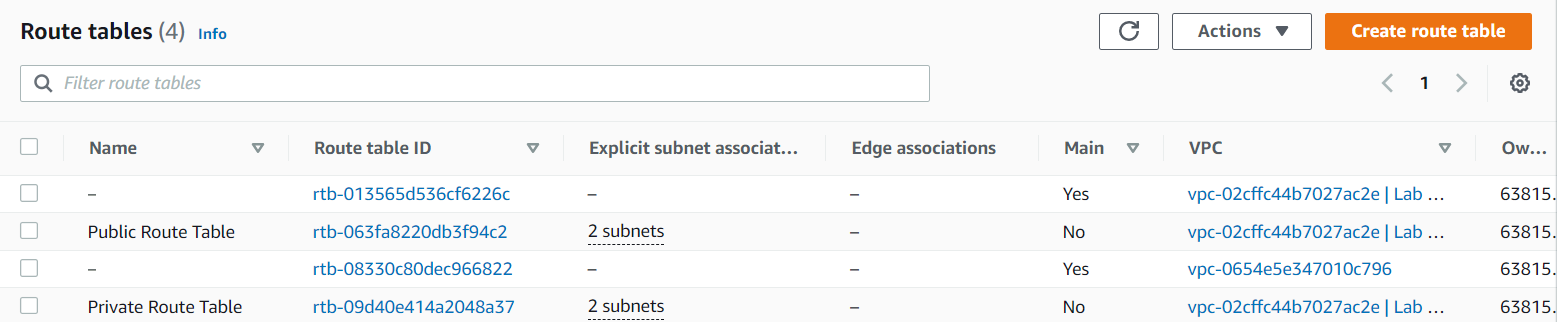 Route tables (4) Info Actions Create route table
Filter route tables 1
Name Route table ID Explicit subnet associat... Edge associations Main VPC Ow...
– rtb-013565d536cf6226c – – Yes vpc-02cffc44b7027ac2e | Lab ... 63815.
Public Route Table rtb-063fa8220db3f94c2 2 subnets – No vpc-02cffc44b7027ac2e | Lab ... 63815.
– rtb-08330c80dec966822 – – Yes vpc-0654e5e347010c796 63815.
Private Route Table rtb-09d40e414a2048a37 2 subnets – No vpc-02cffc44b7027ac2e | Lab ... 63815.